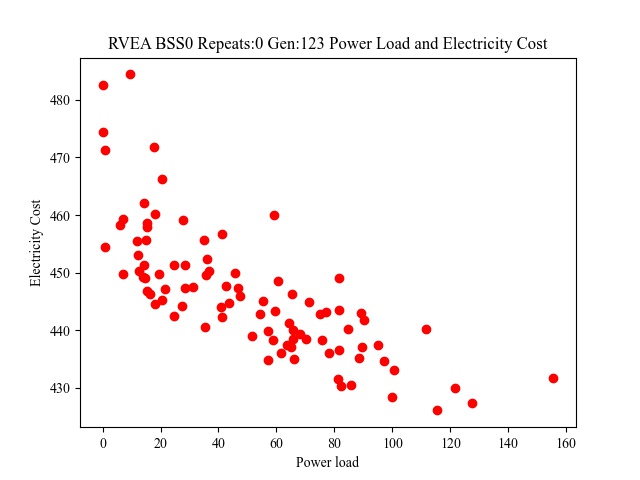 RVEA BSS0 Repeats:0 Gen:123 Power Load and Electricity Cost
480
470
460
450
440
430
Electricity Cost
0 20 40 60 80 100 120 140 160
Power load